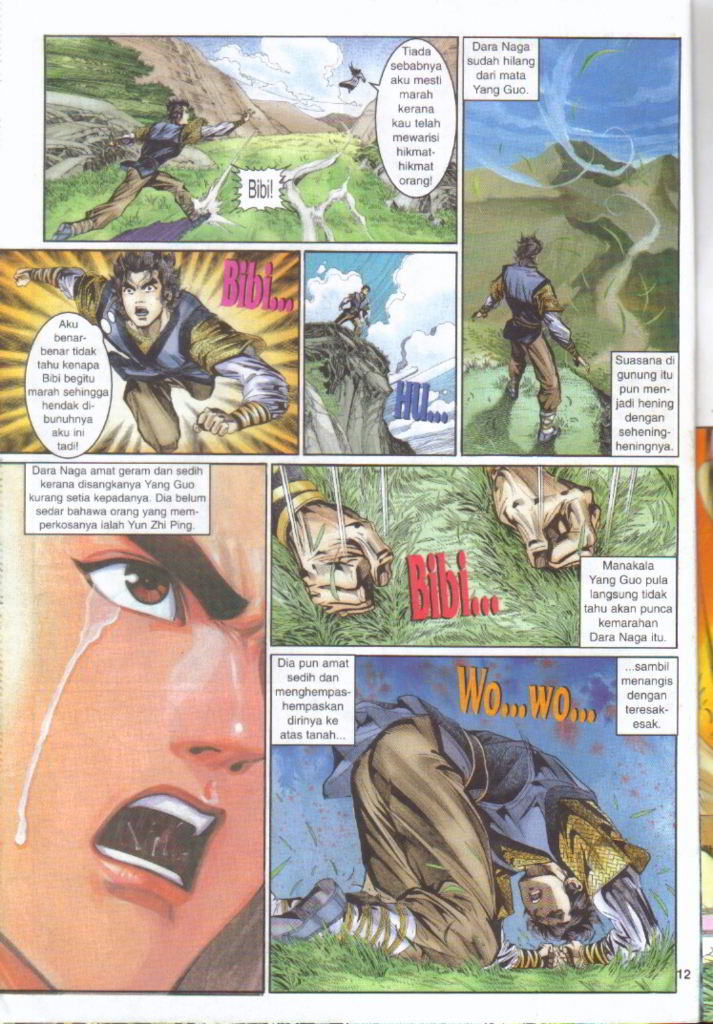 Tiada
sebabnya
aku mesti
marah
kerana
kau telah
mewarisi
hikmat-
hikmat
orang!
Bibi!
Dara Naga
sudah hilang
dari mata
Yang Guo.
Suasana di
gunung itu
pun men-
jadi hening
dengan
sehening-
heningnya.
BIBI...
Aku
benar-
benar tidak
tahu kenapa
Bibi begitu
marah sehingga
hendak di-
bunuhnya
aku ini
tadi!
HU...
Dara Naga amat geram dan sedih
kerana disangkanya Yang Guo
kurang setia kepadanya. Dia belum
sedar bahawa orang yang mem-
perkosanya ialah Yun Zhi Ping.
BIBI...
Manakala
Yang Guo pula
langsung tidak
tahu akan punca
kemarahan
Dara Naga itu.
Dia pun amat
sedih dan
menghempas-
hempaskan
dirinya ke
atas tanah...
WO...WO...
...sambil
menangis
dengan
teresak-
esak.
12